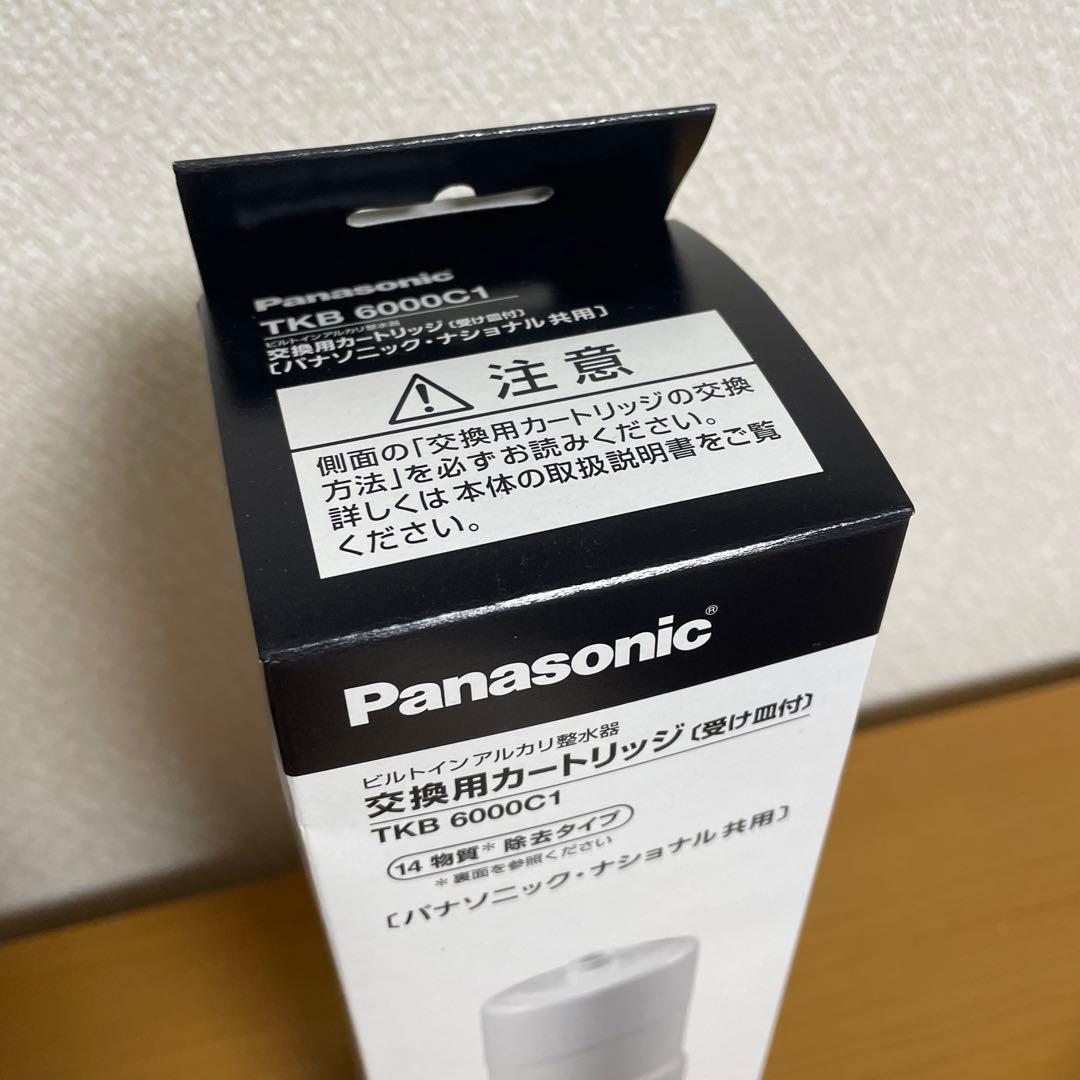 Panasonic
TKB 6000C1
ビルトインアルカリ整水器
交換用カートリッジ〔受け皿付〕
〔パナソニック・ナショナル 共用〕
注意
側面の「交換用カートリッジの交換
方法」を必ずお読みください。
詳しくは本体の取扱説明書をご覧
ください。
Panasonic®
ビルトインアルカリ整水器
交換用カートリッジ〔受け皿付〕
TKB 6000C1
14 物質* 除去タイプ
*裏面を参照ください
〔パナソニック・ナショナル 共用〕